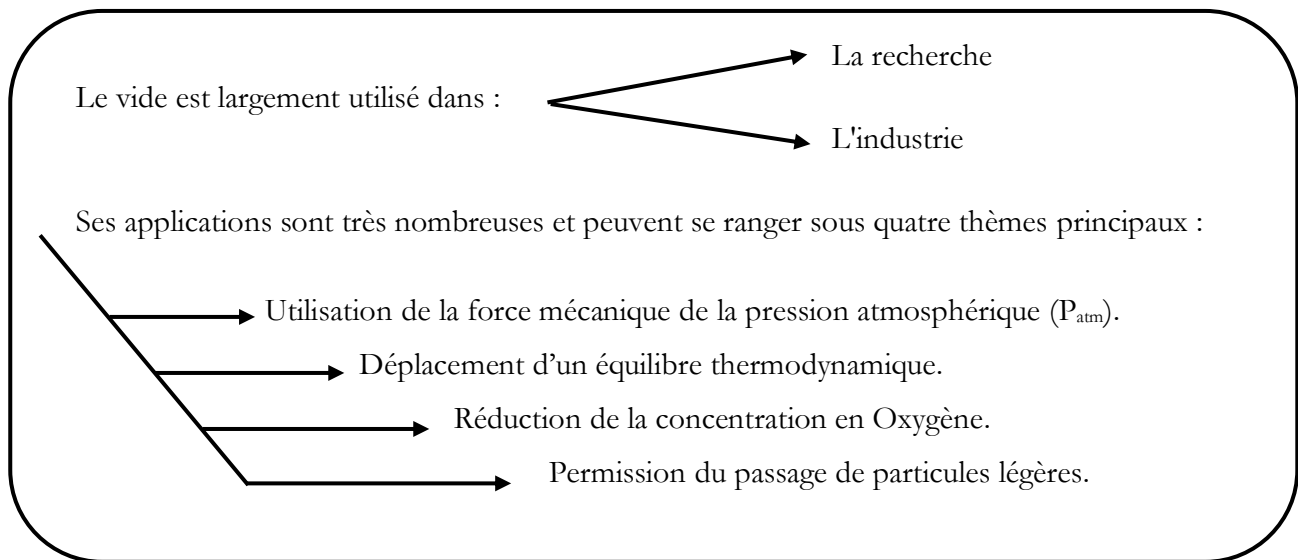 La recherche
Le vide est largement utilisé dans :
L'industrie
Ses applications sont très nombreuses et peuvent se ranger sous quatre thèmes principaux :
Utilisation de la force mécanique de la pression atmosphérique (Patm).
Déplacement d’un équilibre thermodynamique.
Réduction de la concentration en Oxygène.
Permission du passage de particules légères.